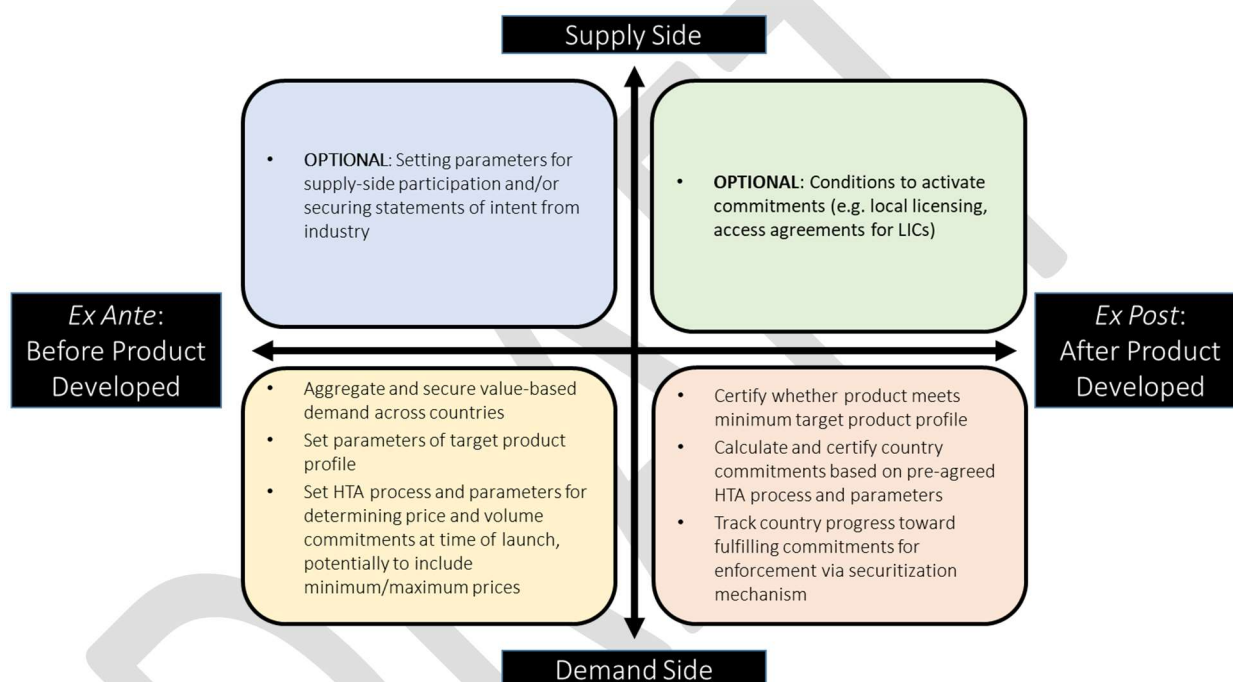 Supply Side
• OPTIONAL: Setting parameters for
supply-side participation and/or
securing statements of intent from
industry
• OPTIONAL: Conditions to activate
commitments (e.g. local licensing,
access agreements for LICs)
Ex Ante:
Before Product
Developed
Ex Post:
After Product
Developed
• Aggregate and secure value-based
demand across countries
• Set parameters of target product
profile
• Set HTA process and parameters for
determining price and volume
commitments at time of launch,
potentially to include
minimum/maximum prices
• Certify whether product meets
minimum target product profile
• Calculate and certify country
commitments based on pre-agreed
HTA process and parameters
• Track country progress toward
fulfilling commitments for
enforcement via securitization
mechanism
Demand Side
DRAFT